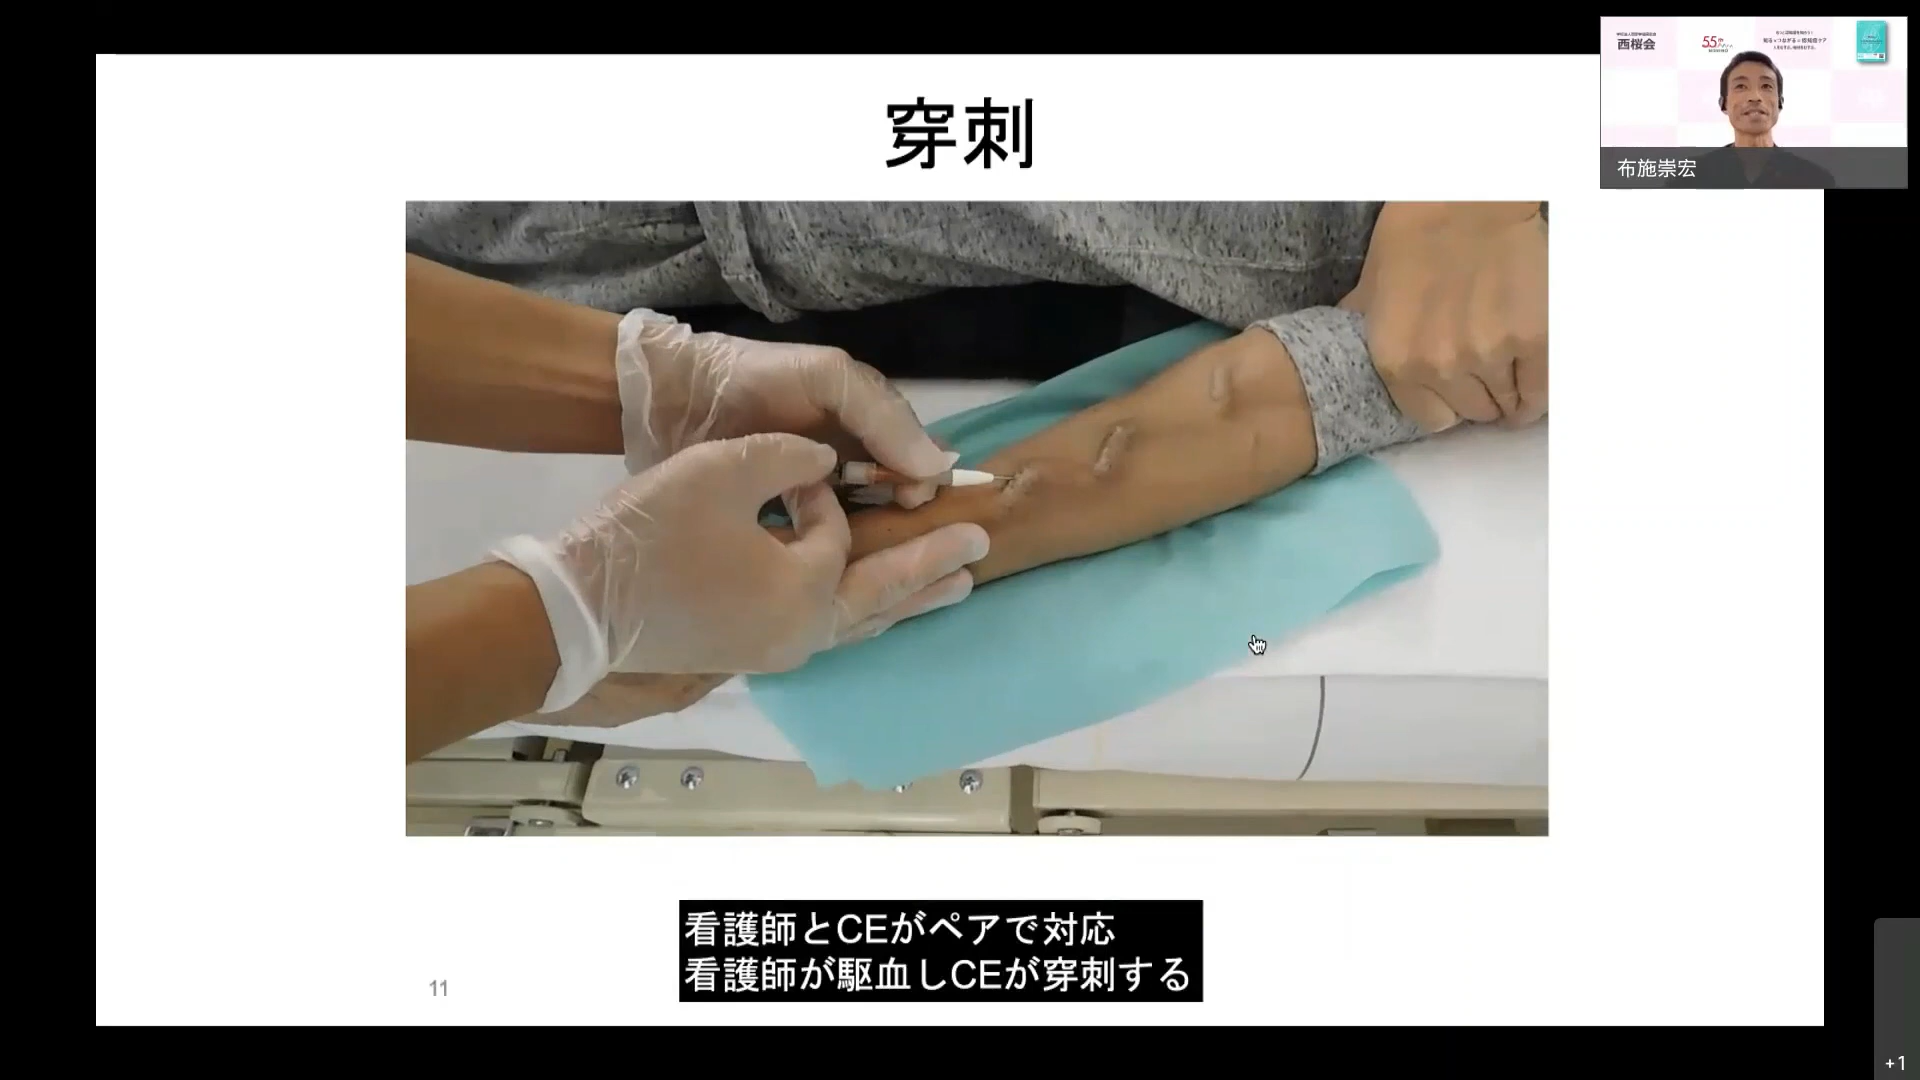 穿刺
西桜会
55th
布施崇宏
看護師とCEがペアで対応
看護師が駆血しCEが穿刺する
11
+1